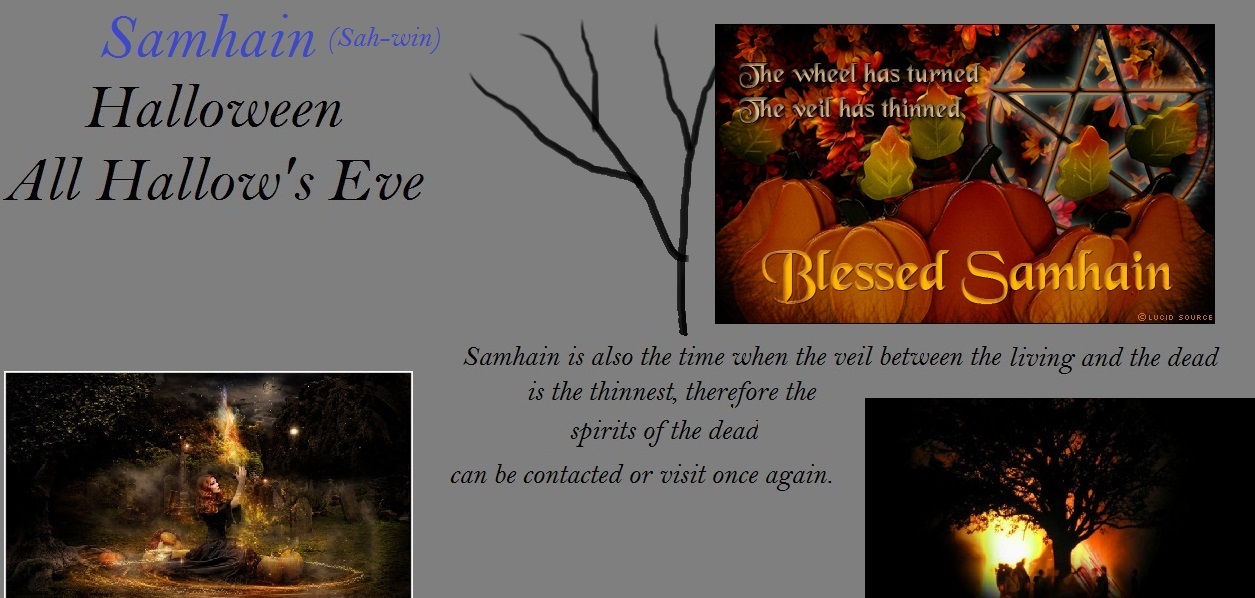 Samhain (Sah-win)
Halloween
All Hallow's Eve
The wheel has turned
The veil has thinned
Blessed Samhain
© LUCID SOURCE
Samhain is also the time when the veil between the living and the dead
is the thinnest, therefore the
spirits of the dead
can be contacted or visit once again.